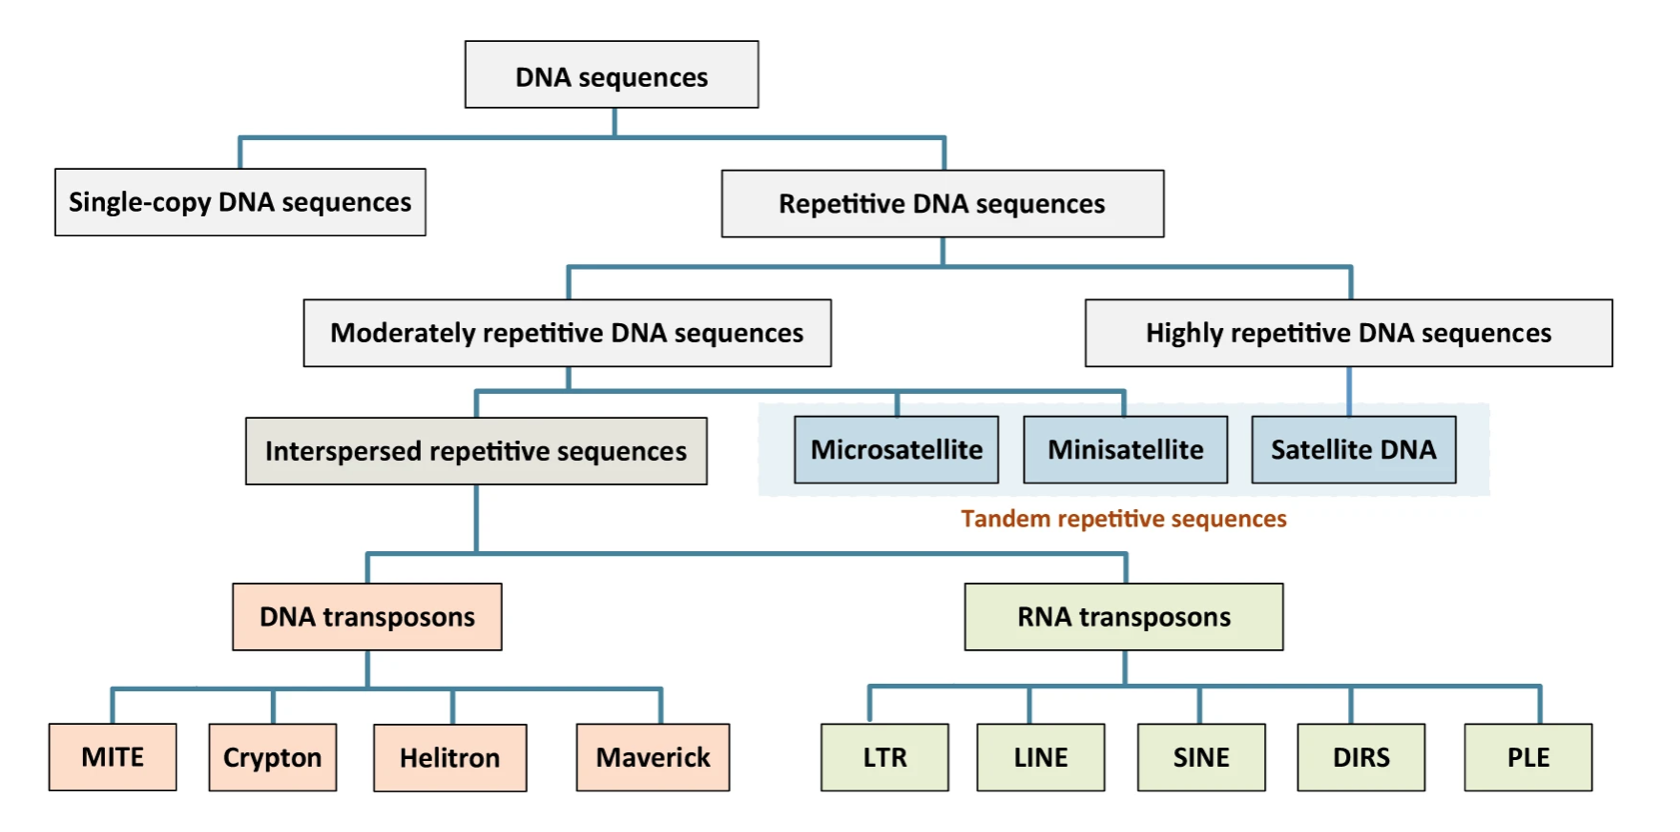 DNA sequences
Single-copy DNA sequences
Repetitive DNA sequences
Moderately repetitive DNA sequences
Highly repetitive DNA sequences
Interspersed repetitive sequences
Microsatellite
Minisatellite
Satellite DNA
Tandem repetitive sequences
DNA transposons
RNA transposons
MITE
Crypton
Helitron
Maverick
LTR
LINE
SINE
DIRS
PLE